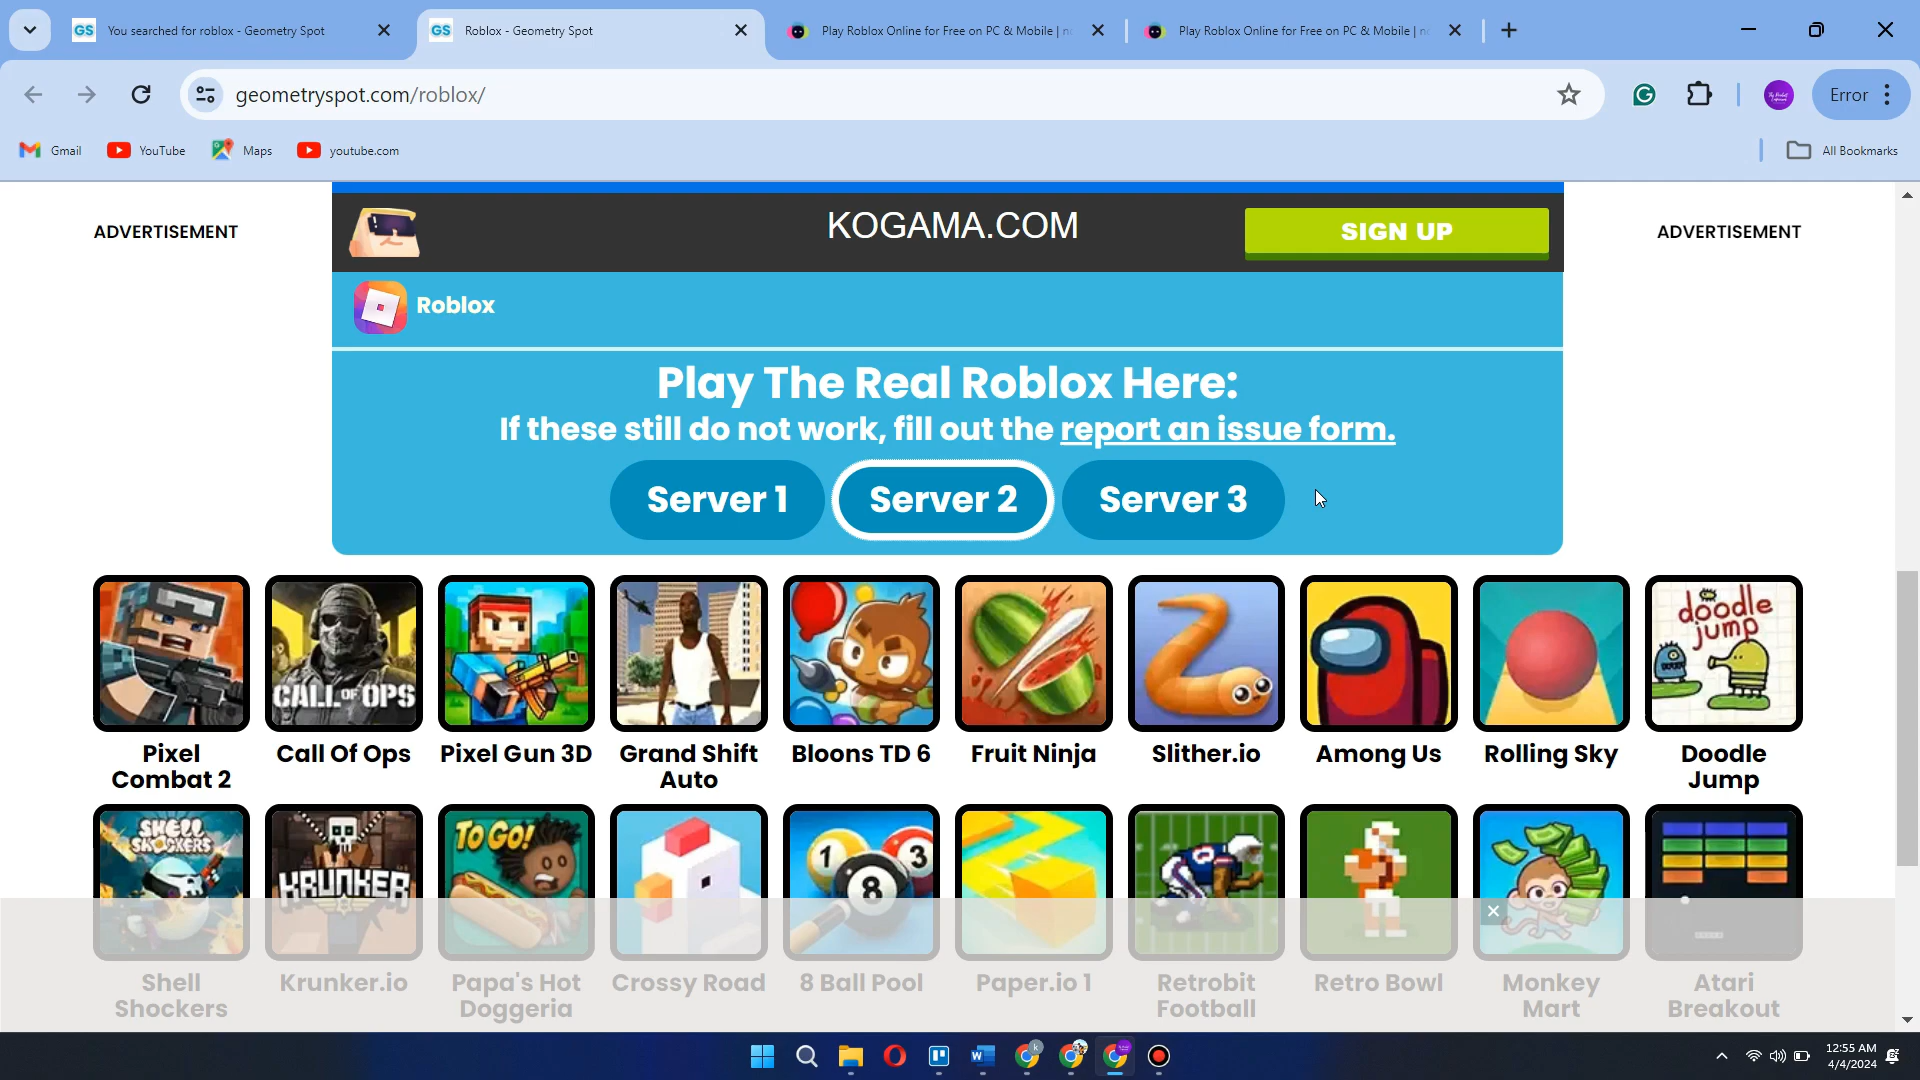 GS You searched for roblox - Geometry Spot
GS Roblox - Geometry Spot
Play Roblox Online for Free on PC & Mobile |
Play Roblox Online for Free on PC & Mobile |
geometryspot.com/roblox/
Error
Gmail
YouTube
Maps
youtube.com
All Bookmarks
ADVERTISEMENT
KOGAMA.COM
SIGN UP
ADVERTISEMENT
Roblox
Play The Real Roblox Here:
If these still do not work, fill out the report an issue form.
Server 1
Server 2
Server 3
CALL OF OPS
doodle
jump
Pixel
Combat 2
Call Of Ops
Pixel Gun 3D
Grand Shift
Auto
Bloons TD 6
Fruit Ninja
Slither.io
Among Us
Rolling Sky
Doodle
Jump
SHELL
SHOCKERS
KRUNKER
TO GO!
1
3
8
Shell
Shockers
Krunker.io
Papa's Hot
Doggeria
Crossy Road
8 Ball Pool
Paper.io 1
Retrobit
Football
Retro Bowl
Monkey
Mart
Atari
Breakout
12:55 AM
4/4/2024